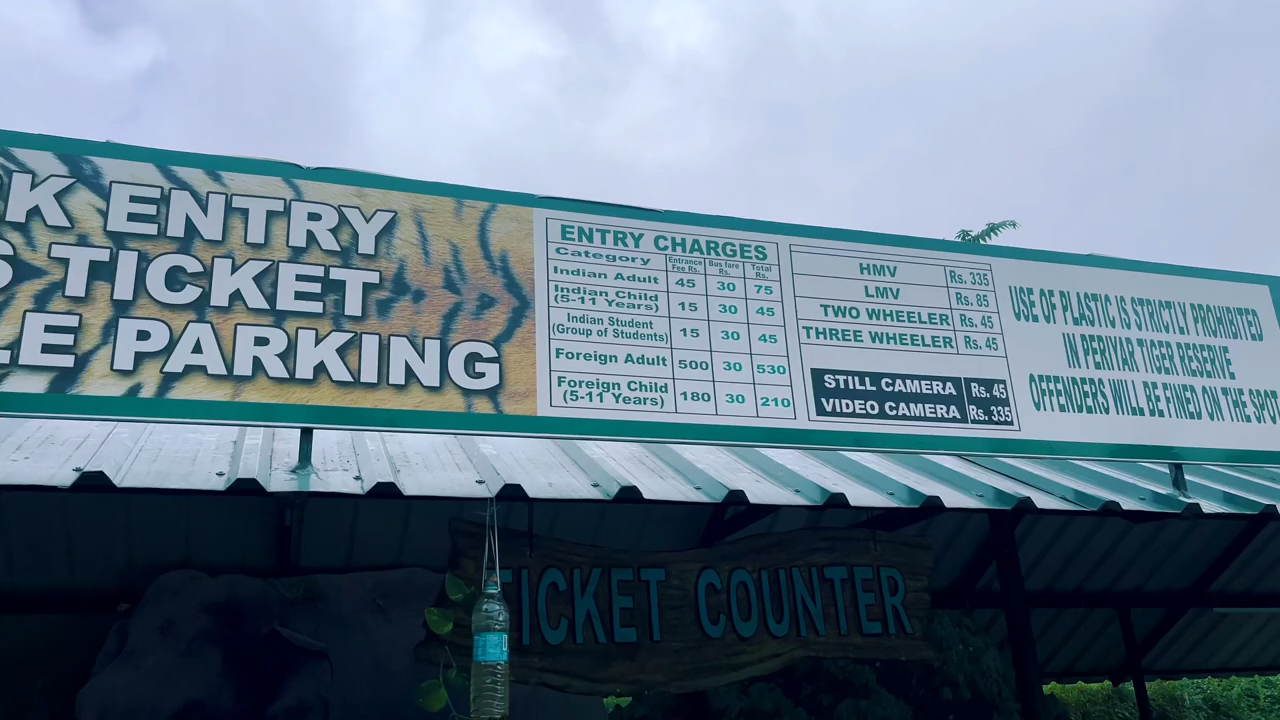 K ENTRY
S TICKET
LE PARKING
ENTRY CHARGES
Category Entrance Fee Rs. Bus fare Rs. Total Rs.
Indian Adult 45 30 75
Indian Child (5-11 Years) 15 30 45
Indian Student (Group of Students) 15 30 45
Foreign Adult 500 30 530
Foreign Child (5-11 Years) 180 30 210
HMV Rs. 335
LMV Rs. 85
TWO WHEELER Rs. 45
THREE WHEELER Rs. 45
STILL CAMERA Rs. 45
VIDEO CAMERA Rs. 335
USE OF PLASTIC IS STRICTLY PROHIBITED
IN PERIYAR TIGER RESERVE
OFFENDERS WILL BE FINED ON THE SPOT
TICKET COUNTER